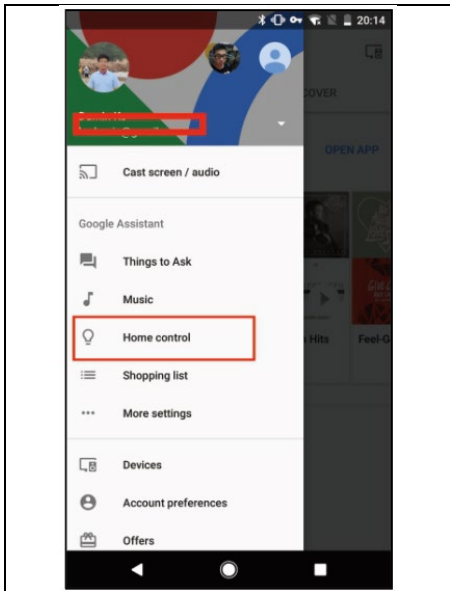 20:14
COVER
OPEN APP
Cast screen / audio
Google Assistant
Things to Ask
Music
Home control
Hits
Feel-G
Shopping list
More settings
Devices
Account preferences
Offers